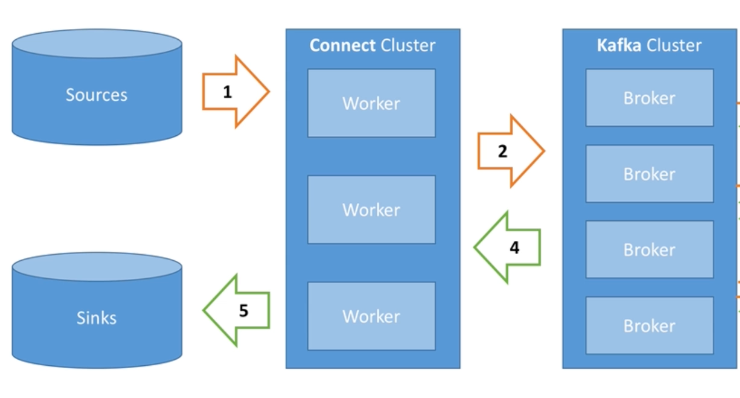 Sources
1
Connect Cluster
Worker
Worker
Worker
2
4
Kafka Cluster
Broker
Broker
Broker
Broker
Sinks
5